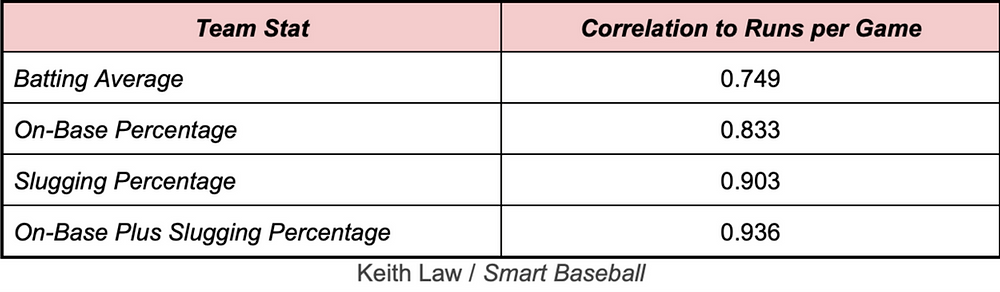 Team Stat Correlation to Runs per Game
Batting Average 0.749
On-Base Percentage 0.833
Slugging Percentage 0.903
On-Base Plus Slugging Percentage 0.936
Keith Law / Smart Baseball